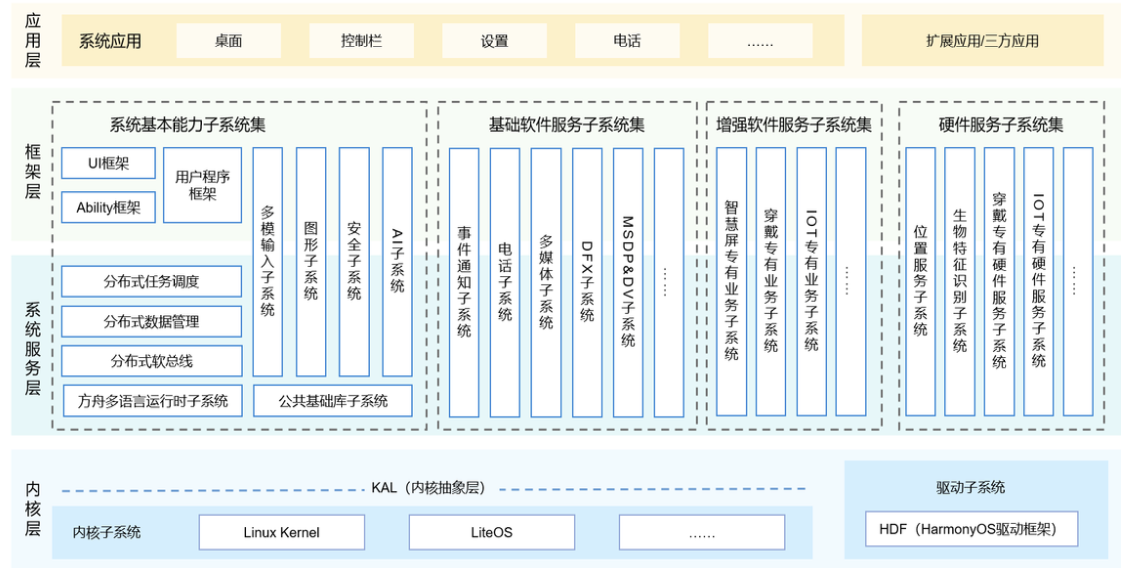 应用层
系统应用
桌面
控制栏
设置
电话
……
扩展应用/三方应用
框架层
系统基本能力子系统集
UI框架
Ability框架
用户程序
框架
多模输入子系统
图形子系统
安全子系统
AI子系统
基础软件服务子系统集
事件通知子系统
电话子系统
多媒体子系统
DFX子系统
MSDP&DV子系统
……
增强软件服务子系统集
智慧屏专有业务子系统
穿戴专有业务子系统
IOT专有业务子系统
……
硬件服务子系统集
位置服务子系统
生物特征识别子系统
穿戴专有硬件服务子系统
IOT专有硬件服务子系统
……
系统服务层
分布式任务调度
分布式数据管理
分布式软总线
方舟多语言运行时子系统
公共基础库子系统
内核层
KAL（内核抽象层）
内核子系统
Linux Kernel
LiteOS
……
驱动子系统
HDF（HarmonyOS驱动框架）